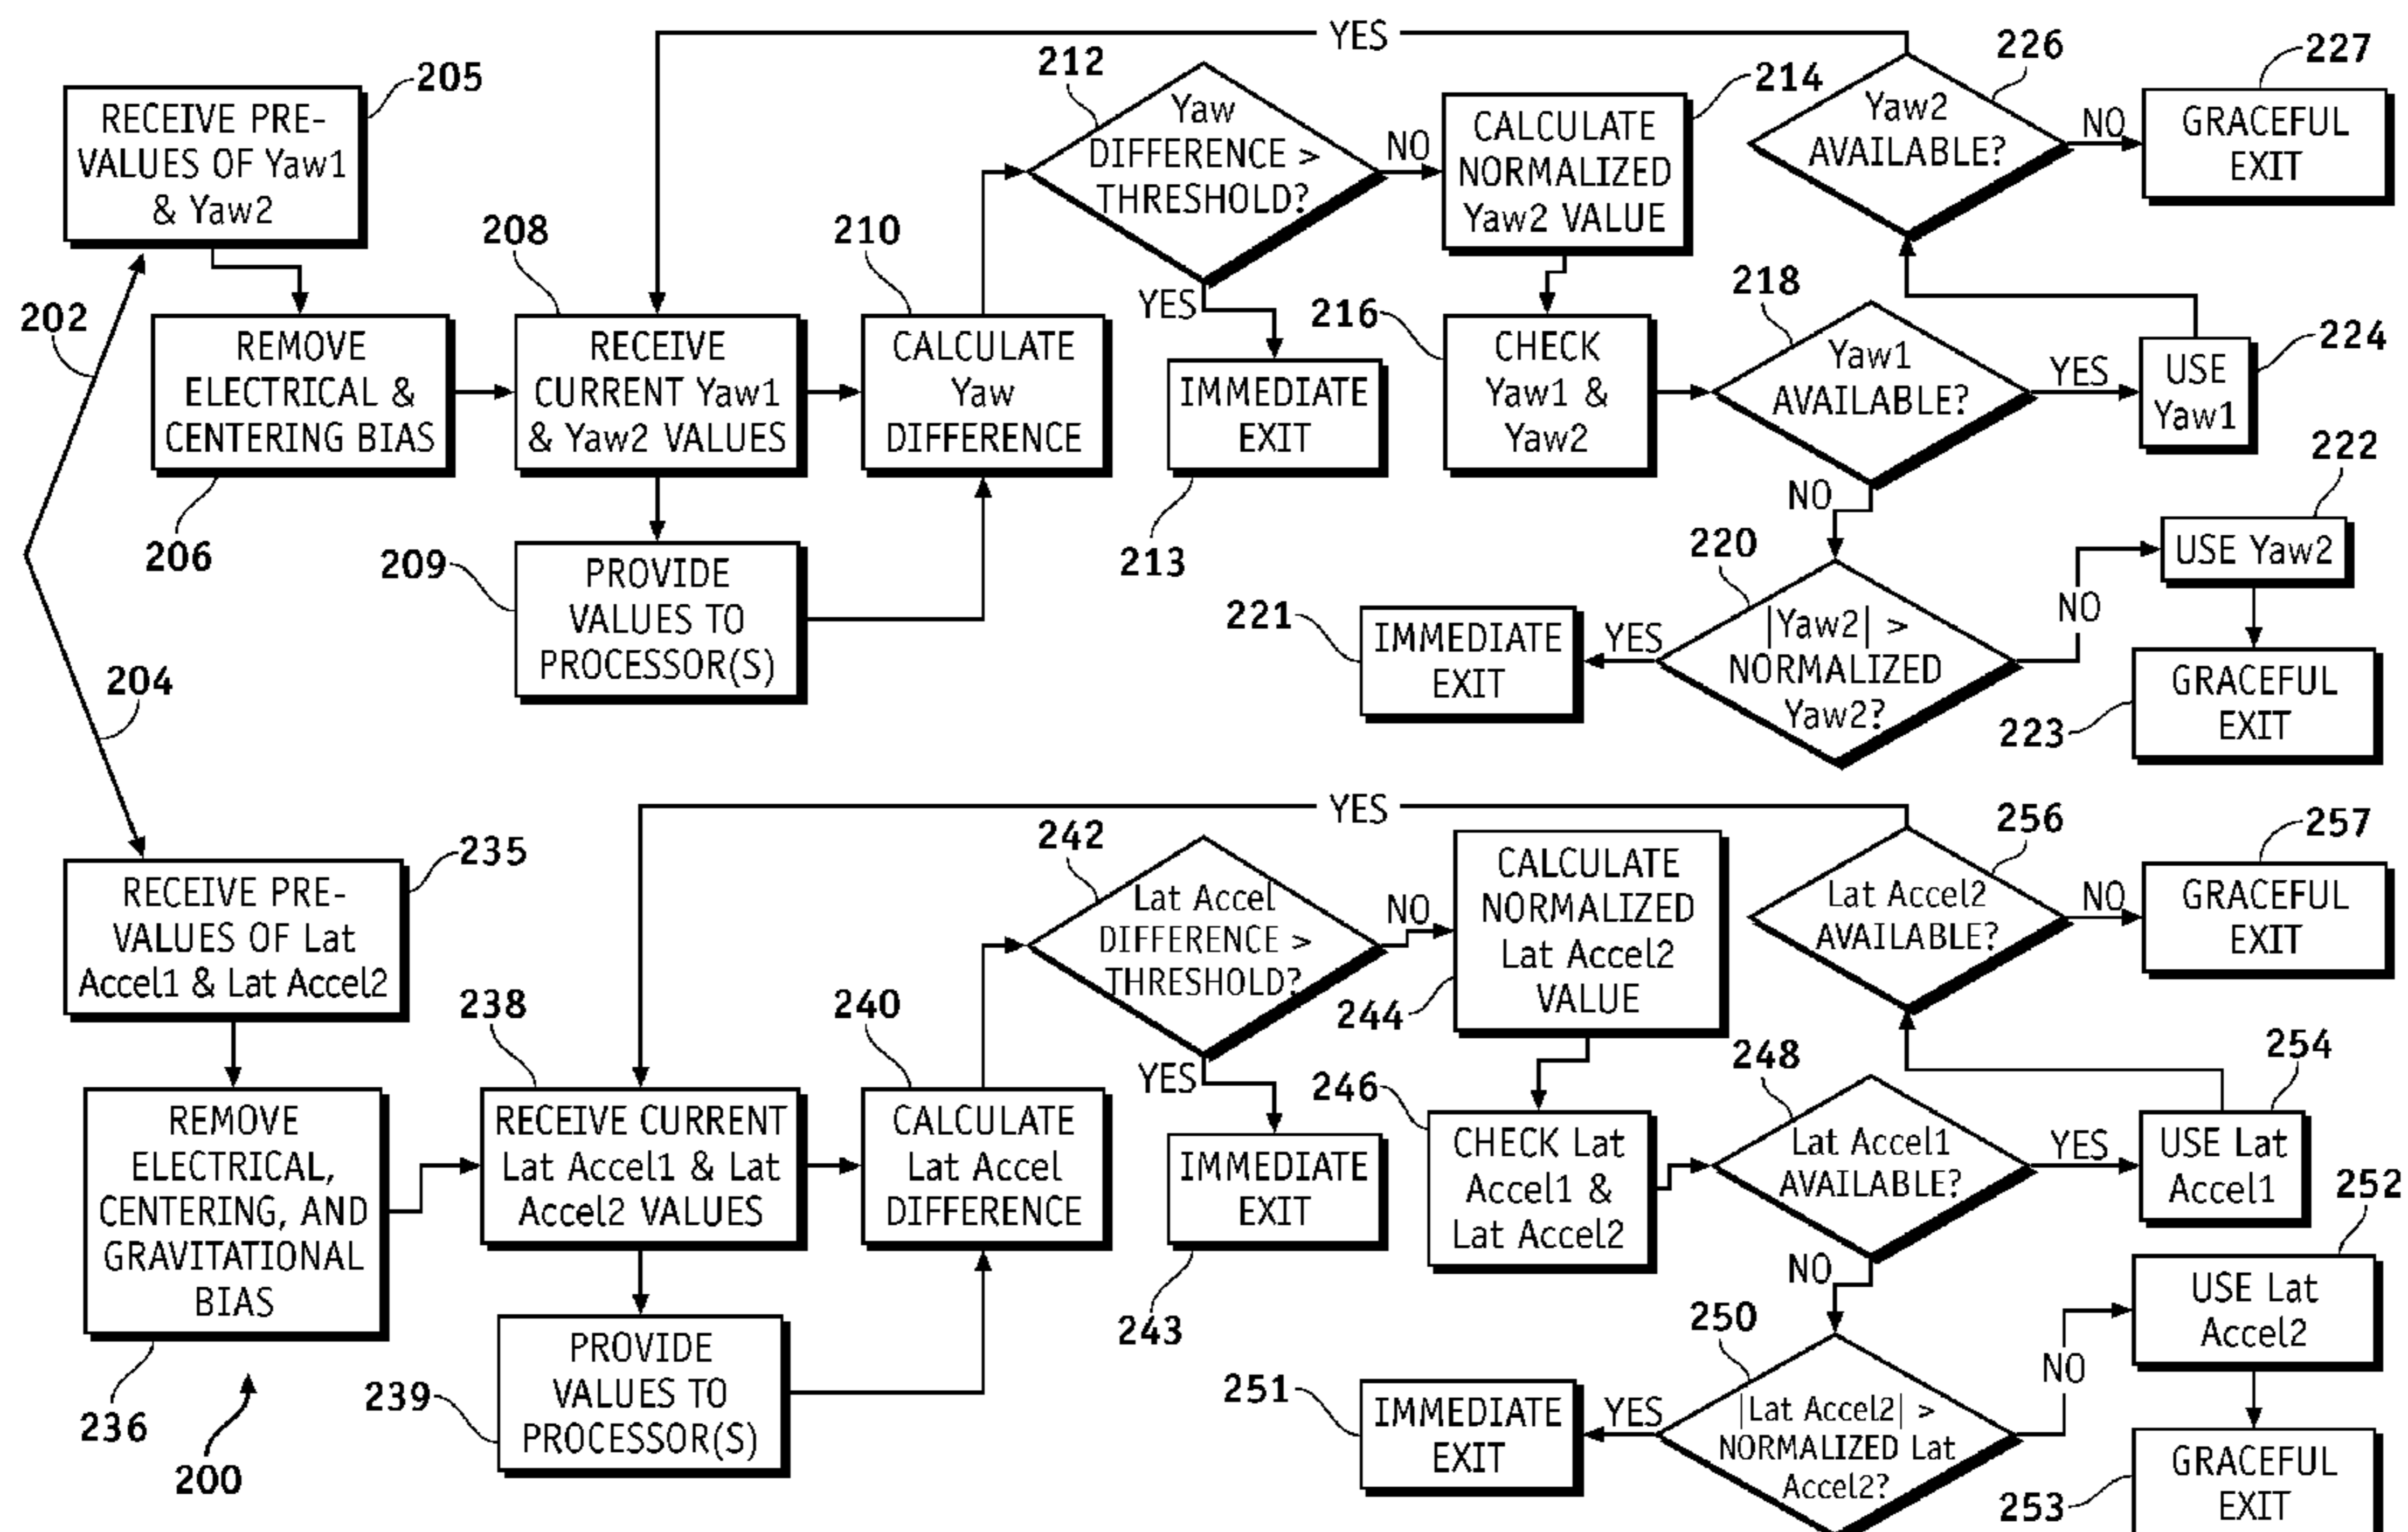 YES
205
RECEIVE PRE-
VALUES OF Yaw1
& Yaw2
202
204
REMOVE
ELECTRICAL &
CENTERING BIAS
206
208
RECEIVE
CURRENT Yaw1
& Yaw2 VALUES
209
PROVIDE
VALUES TO
PROCESSOR(S)
210
CALCULATE
Yaw
DIFFERENCE
212
Yaw
DIFFERENCE >
THRESHOLD?
NO
YES
IMMEDIATE
EXIT
213
214
CALCULATE
NORMALIZED
Yaw2 VALUE
216
CHECK
Yaw1 &
Yaw2
218
Yaw1
AVAILABLE?
YES
NO
224
USE
Yaw1
226
Yaw2
AVAILABLE?
NO
227
GRACEFUL
EXIT
220
|Yaw2| >
NORMALIZED
Yaw2?
YES
NO
221
IMMEDIATE
EXIT
222
USE Yaw2
223
GRACEFUL
EXIT
YES
235
RECEIVE PRE-
VALUES OF Lat
Accel1 & Lat Accel2
REMOVE
ELECTRICAL,
CENTERING, AND
GRAVITATIONAL
BIAS
236
200
238
RECEIVE CURRENT
Lat Accel1 & Lat
Accel2 VALUES
239
PROVIDE
VALUES TO
PROCESSOR(S)
240
CALCULATE
Lat Accel
DIFFERENCE
242
Lat Accel
DIFFERENCE >
THRESHOLD?
NO
YES
IMMEDIATE
EXIT
243
CALCULATE
NORMALIZED
Lat Accel2
VALUE
244
246
CHECK Lat
Accel1 &
Lat Accel2
248
Lat Accel1
AVAILABLE?
YES
NO
254
USE Lat
Accel1
256
Lat Accel2
AVAILABLE?
NO
257
GRACEFUL
EXIT
250
|Lat Accel2| >
NORMALIZED Lat
Accel2?
YES
NO
251
IMMEDIATE
EXIT
252
USE Lat
Accel2
253
GRACEFUL
EXIT